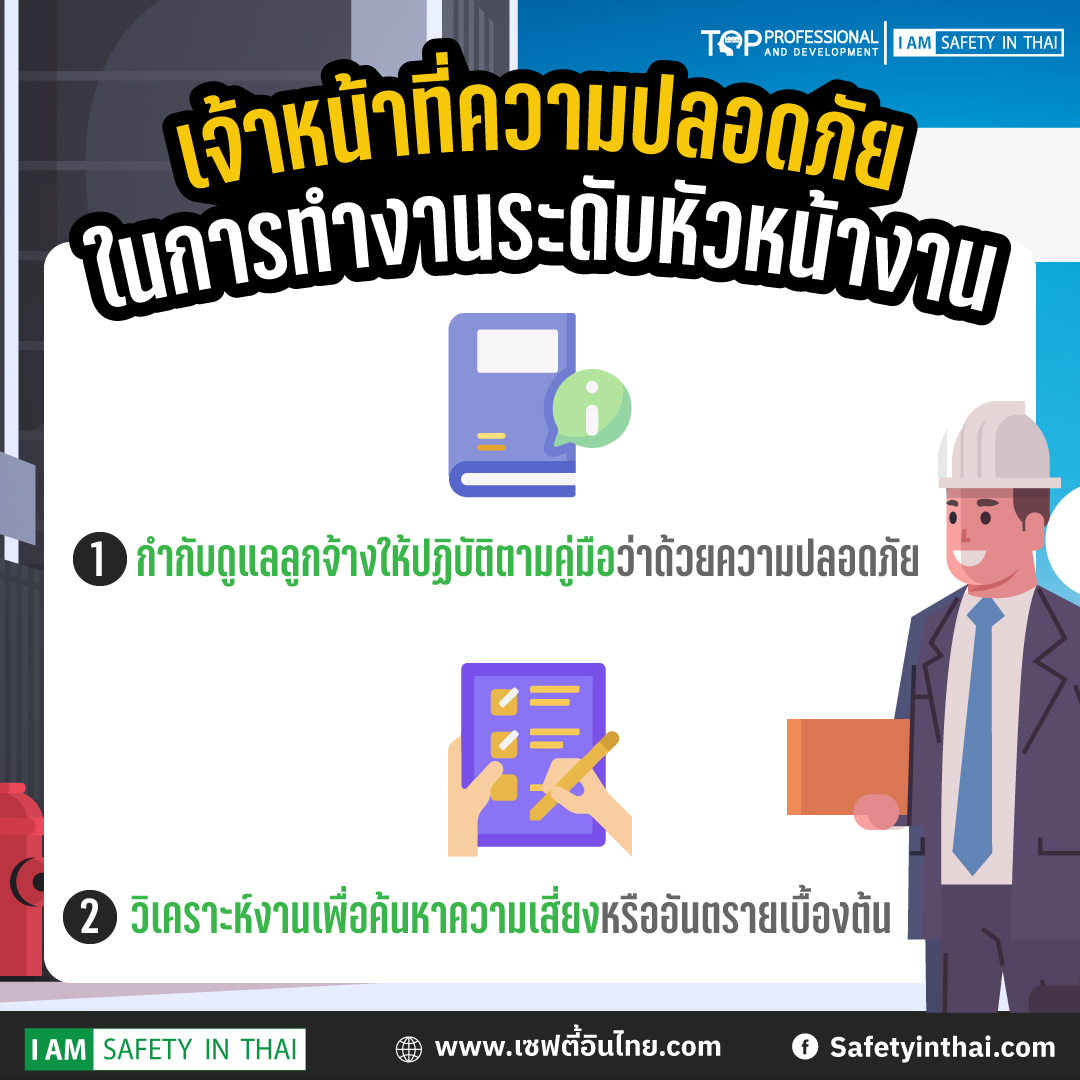 TOP PROFESSIONAL AND DEVELOPMENT
I AM SAFETY IN THAI
เจ้าหน้าที่ความปลอดภัย
ในการทำงานระดับหัวหน้างาน
1 กำกับดูแลลูกจ้างให้ปฏิบัติตามคู่มือว่าด้วยความปลอดภัย
2 วิเคราะห์งานเพื่อค้นหาความเสี่ยงหรืออันตรายเบื้องต้น
I AM SAFETY IN THAI
www.เซฟตี้อินไทย.com
Safetyinthai.com